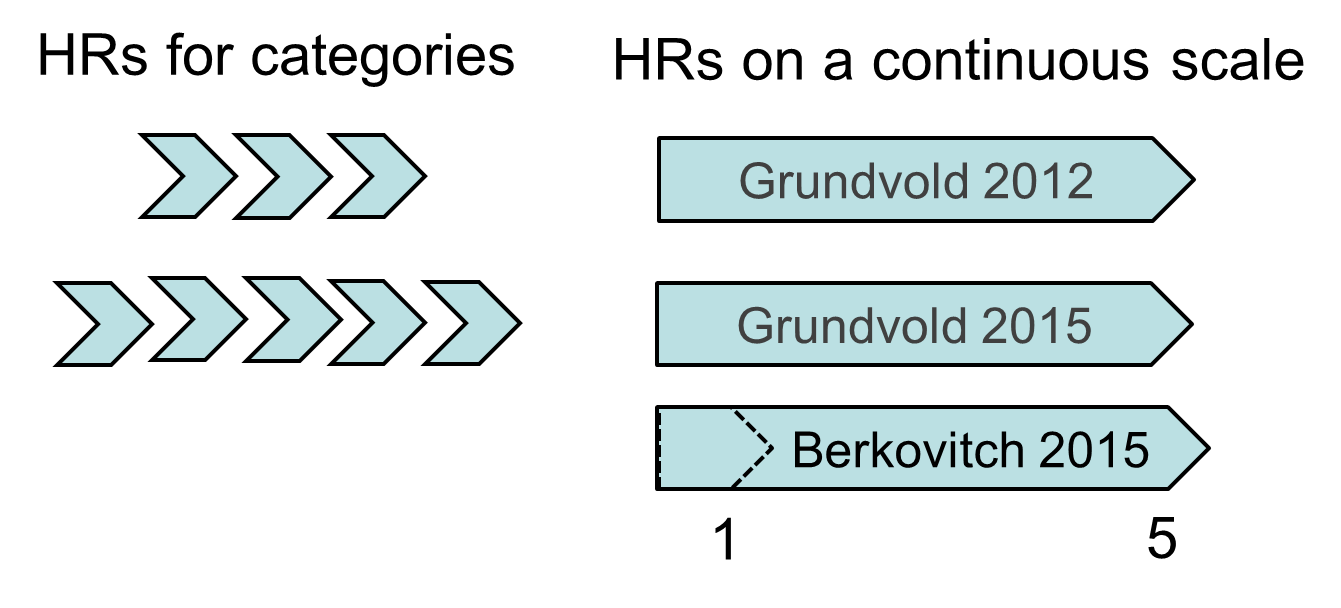 HRs for categories
HRs on a continuous scale
Grundvold 2012
Grundvold 2015
Berkovitch 2015
1
5